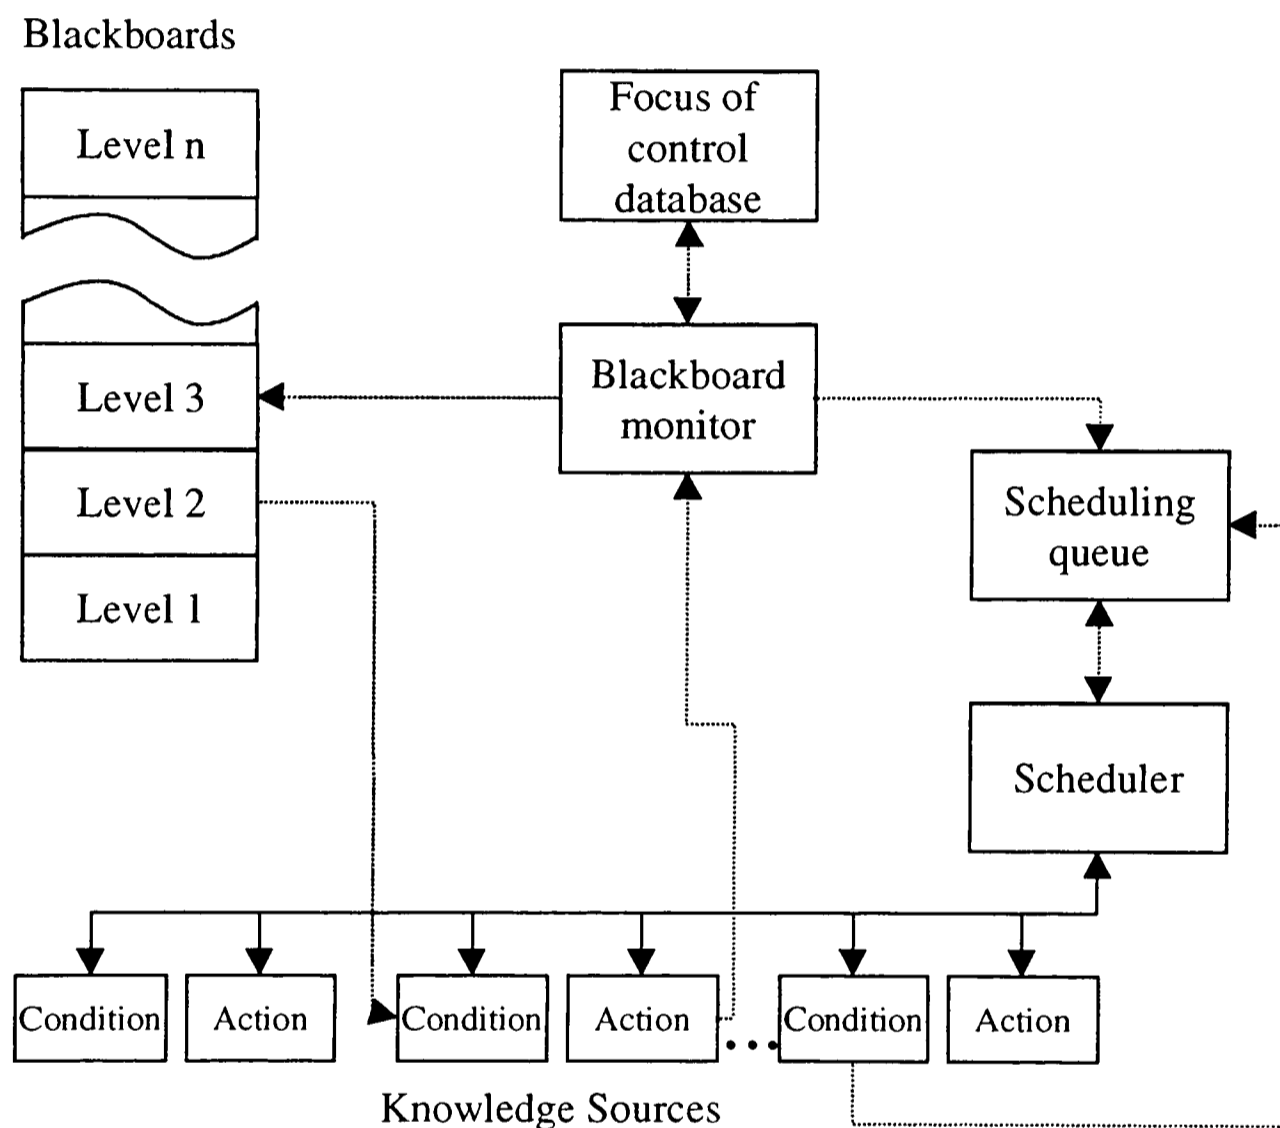 Blackboards
Level n
Level 3
Level 2
Level 1
Focus of
control
database
Blackboard
monitor
Scheduling
queue
Scheduler
Condition
Action
Condition
Action
...
Condition
Action
Knowledge Sources